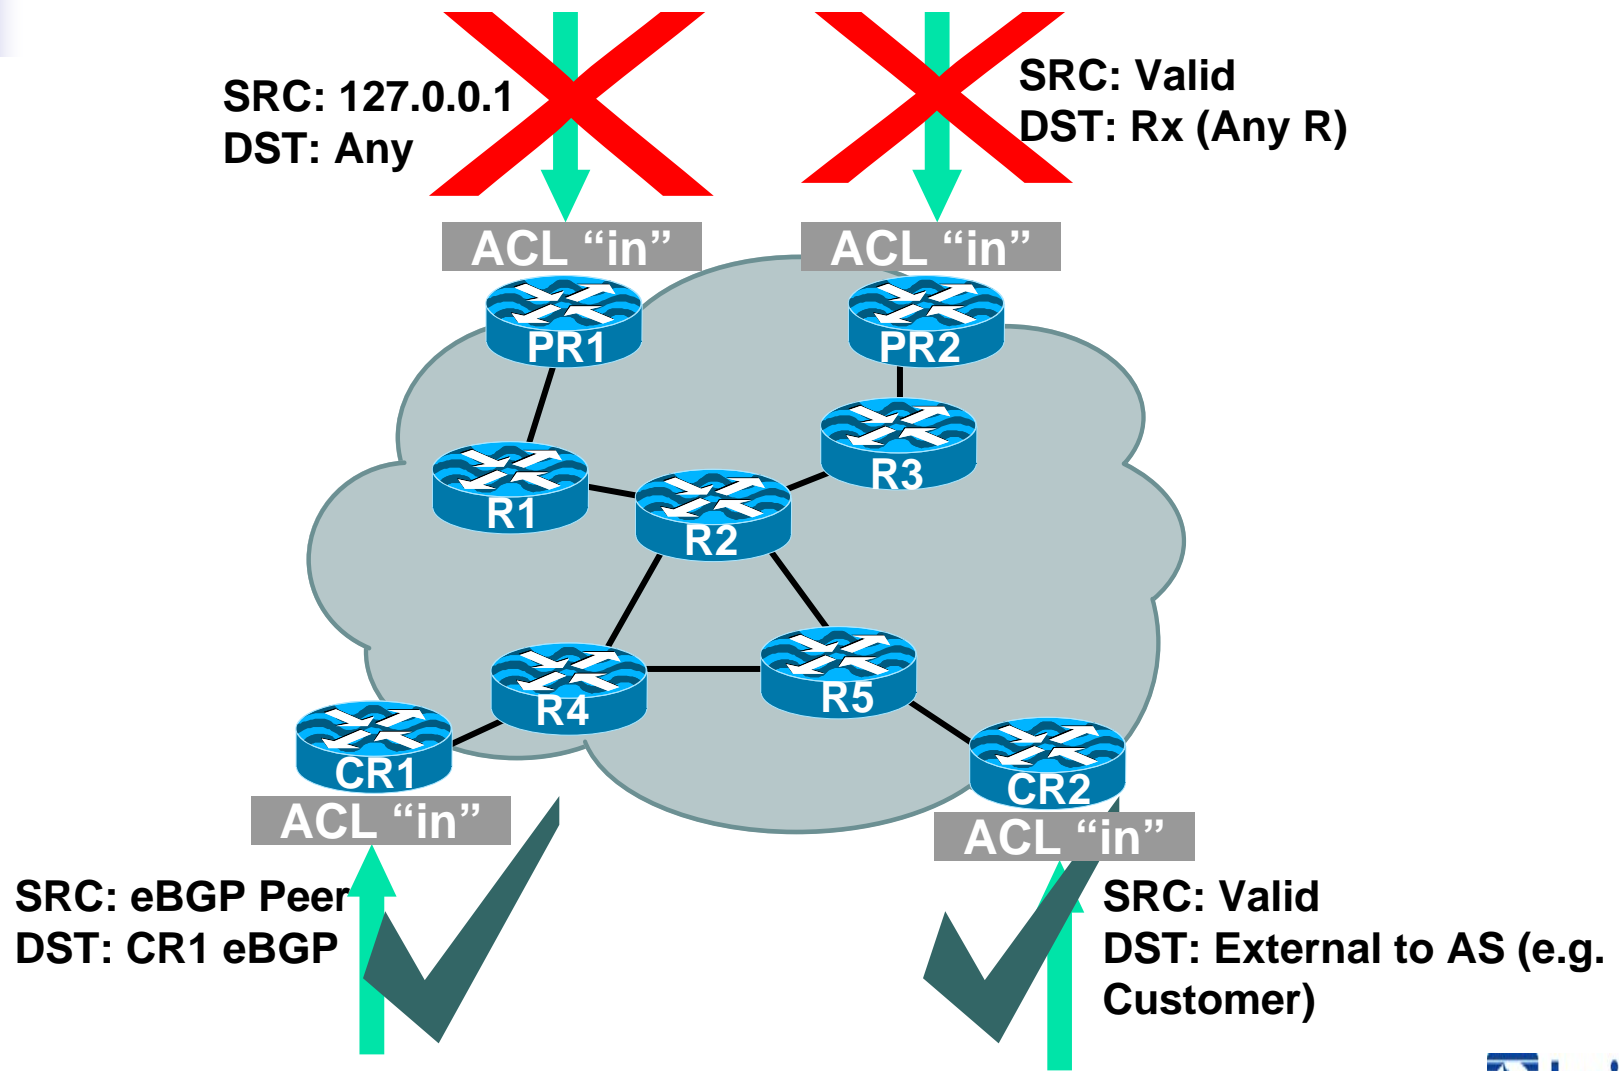 SRC: 127.0.0.1
DST: Any
SRC: Valid
DST: Rx (Any R)
ACL “in”
ACL “in”
PR1
PR2
R3
R1
R2
R4
R5
CR1
CR2
ACL “in”
ACL “in”
SRC: eBGP Peer
DST: CR1 eBGP
SRC: Valid
DST: External to AS (e.g.
Customer)